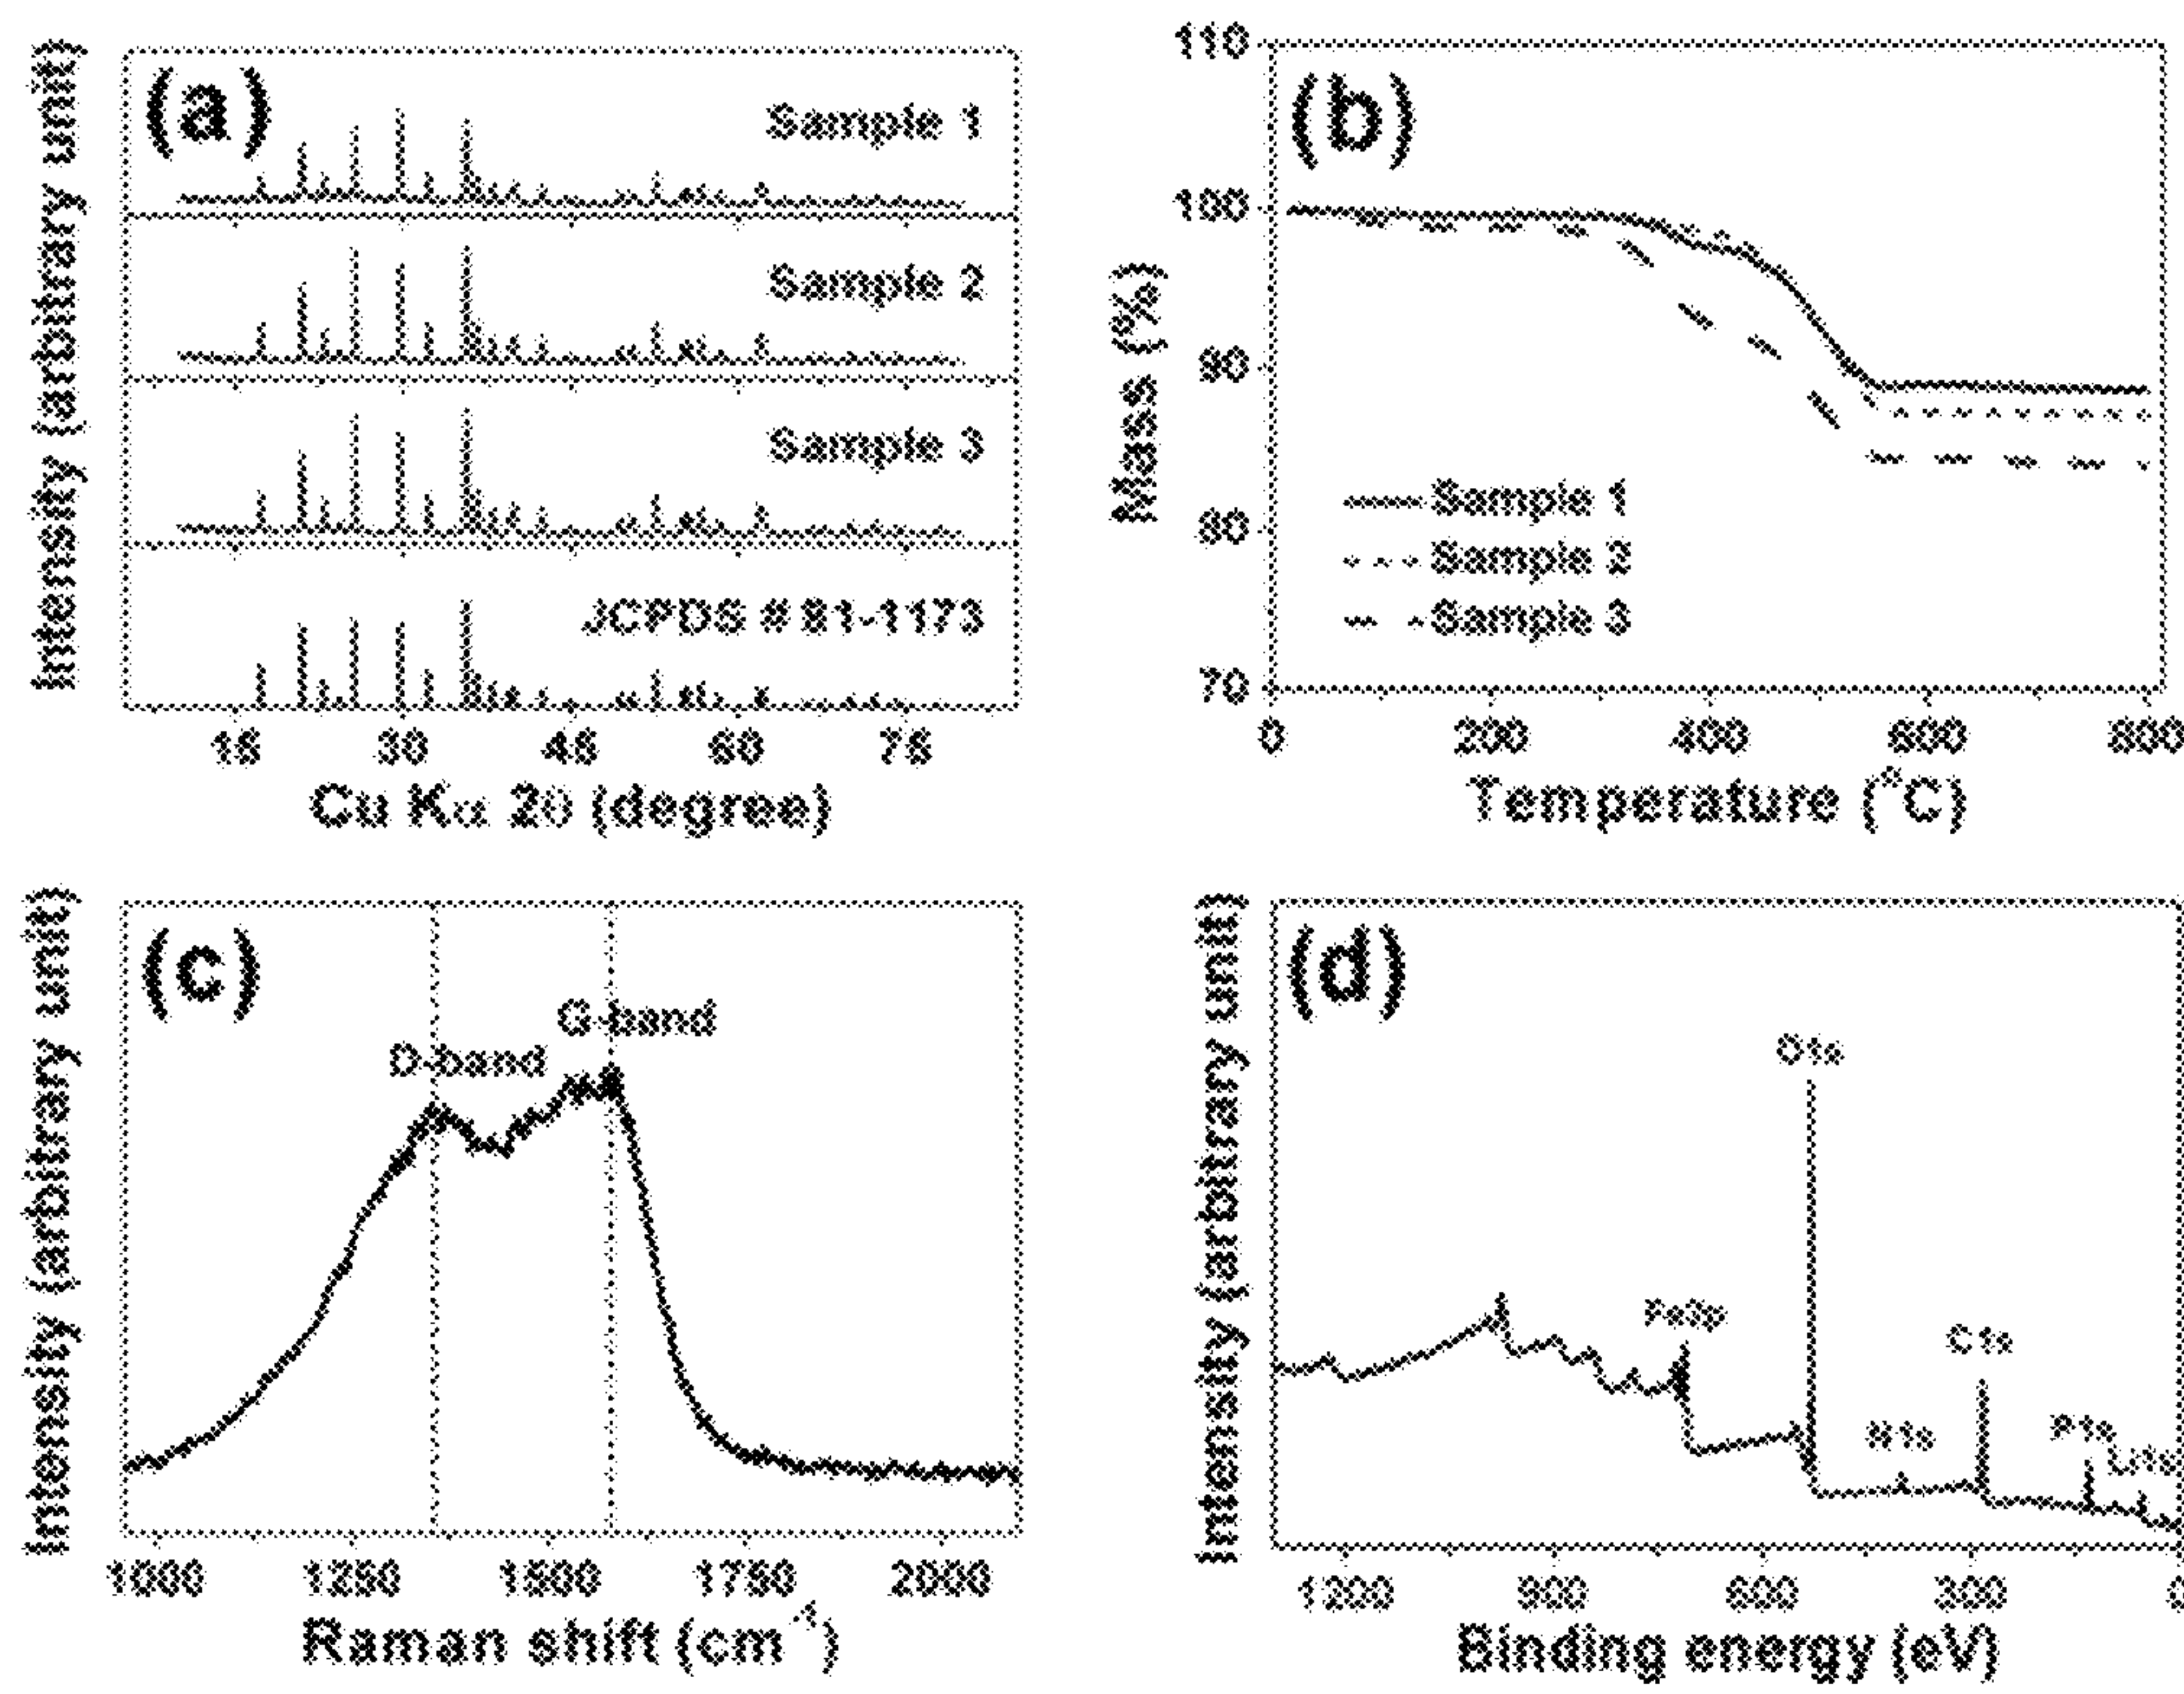 Intensity (arbitrary unit)
(a)
Sample 1
Sample 2
Sample 3
JCPDS # 81-1173
15 30 45 60 75
Cu Kα 2θ (degree)
Mass (%)
110
100
90
80
70
(b)
Sample 1
Sample 2
Sample 3
0 200 400 600 800
Temperature (°C)
Intensity (arbitrary unit)
(c)
G-band
D-band
1000 1250 1500 1750 2000
Raman shift (cm⁻¹)
Intensity (arbitrary unit)
(d)
O1s
Fe3p
C1s
N1s
P1s
1200 900 600 300 0
Binding energy (eV)